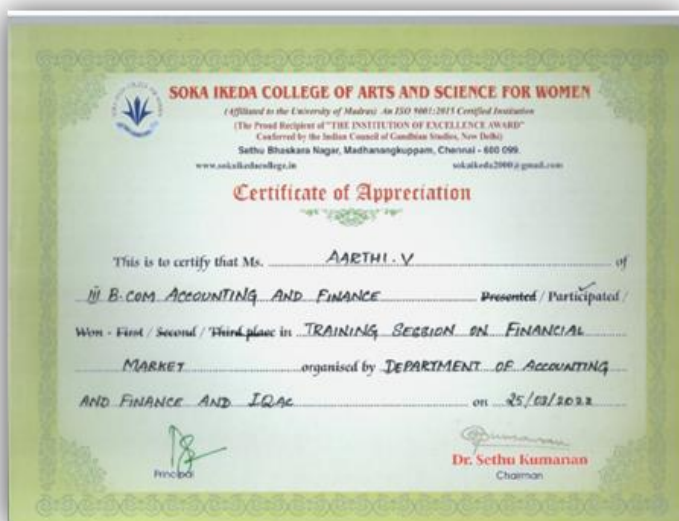 SOKA IKEDA COLLEGE OF ARTS AND SCIENCE FOR WOMEN
(Affiliated to the University of Madras) An ISO 9001:2015 Certified Institution
(The Proud Recipient of "THE INSTITUTION OF EXCELLENCE AWARD"
Conferred by the Indian Council of Gandhian Studies, New Delhi)
Sethu Bhaskara Nagar, Madhanangkuppam, Chennai - 600 099.
www.sokaikedacollege.in sokaikeda2000@gmail.com
Certificate of Appreciation
This is to certify that Ms. AARTHI. V of
III B.COM ACCOUNTING AND FINANCE Presented / Participated /
Won - First / Second / Third place in TRAINING SESSION ON FINANCIAL
MARKET organised by DEPARTMENT OF ACCOUNTING
AND FINANCE AND IQAC on 25/03/2022
Principal
Dr. Sethu Kumanan
Chairman